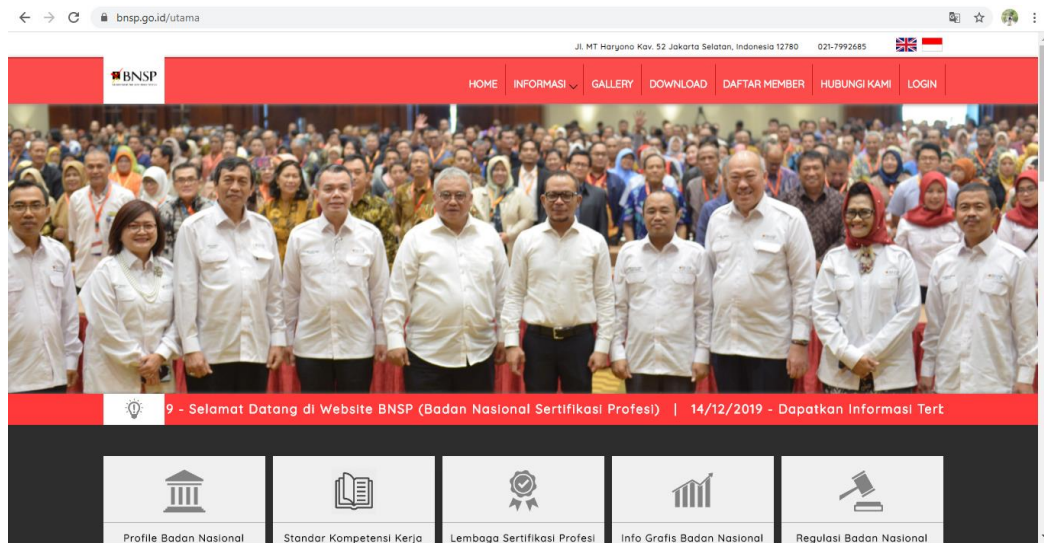 bnsp.go.id/utama
Jl. MT Haryono Kav. 52 Jakarta Selatan, Indonesia 12780 021-7992685
BNSP
HOME INFORMASI GALLERY DOWNLOAD DAFTAR MEMBER HUBUNGI KAMI LOGIN
9 - Selamat Datang di Website BNSP (Badan Nasional Sertifikasi Profesi) | 14/12/2019 - Dapatkan Informasi Terb
Profile Badan Nasional Standar Kompetensi Kerja Lembaga Sertifikasi Profesi Info Grafis Badan Nasional Regulasi Badan Nasional